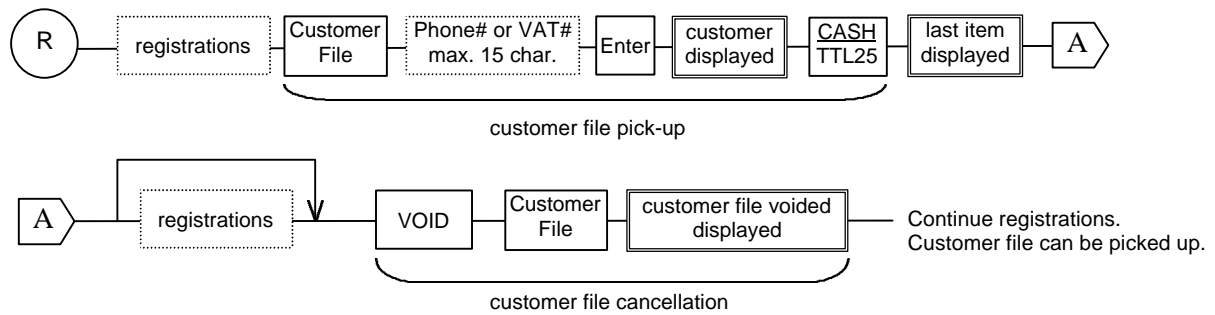 R
registrations
Customer
File
Phone# or VAT#
max. 15 char.
Enter
customer
displayed
CASH
TTL25
last item
displayed
A
customer file pick-up
A
registrations
VOID
Customer
File
customer file voided
displayed
Continue registrations.
Customer file can be picked up.
customer file cancellation